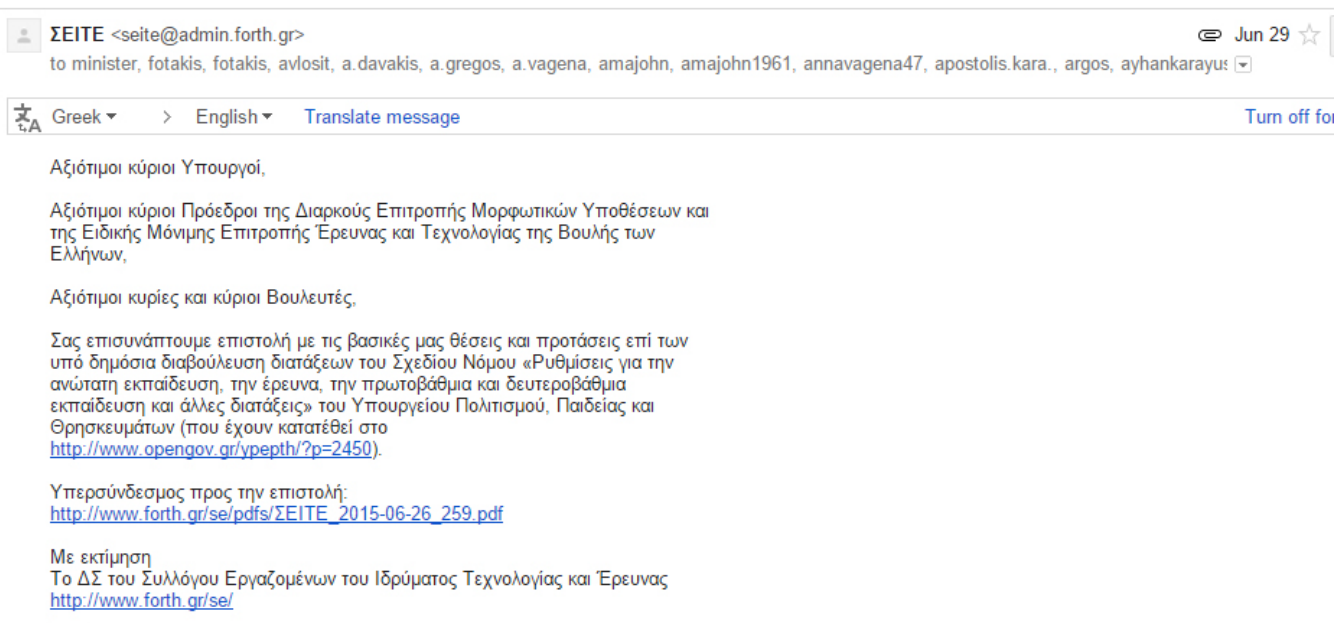 ΣΕΙΤΕ <seite@admin.forth.gr> Jun 29
to minister, fotakis, fotakis, avlosit, a.davakis, a.gregos, a.vagena, amajohn, amajohn1961, annavagena47, apostolis.kara., argos, ayhankarayus
Greek > English Translate message Turn off for
Αξιότιμοι κύριοι Υπουργοί,
Αξιότιμοι κύριοι Πρόεδροι της Διαρκούς Επιτροπής Μορφωτικών Υποθέσεων και
της Ειδικής Μόνιμης Επιτροπής Έρευνας και Τεχνολογίας της Βουλής των
Ελλήνων,
Αξιότιμοι κυρίες και κύριοι Βουλευτές,
Σας επισυνάπτουμε επιστολή με τις βασικές μας θέσεις και προτάσεις επί των
υπό δημόσια διαβούλευση διατάξεων του Σχεδίου Νόμου «Ρυθμίσεις για την
ανώτατη εκπαίδευση, την έρευνα, την πρωτοβάθμια και δευτεροβάθμια
εκπαίδευση και άλλες διατάξεις» του Υπουργείου Πολιτισμού, Παιδείας και
Θρησκευμάτων (που έχουν κατατέθεί στο
http://www.opengov.gr/ypepth/?p=2450).
Υπερσύνδεσμος προς την επιστολή:
http://www.forth.gr/se/pdfs/ΣΕΙΤΕ_2015-06-26_259.pdf
Με εκτίμηση
Το ΔΣ του Συλλόγου Εργαζομένων του Ιδρύματος Τεχνολογίας και Έρευνας
http://www.forth.gr/se/